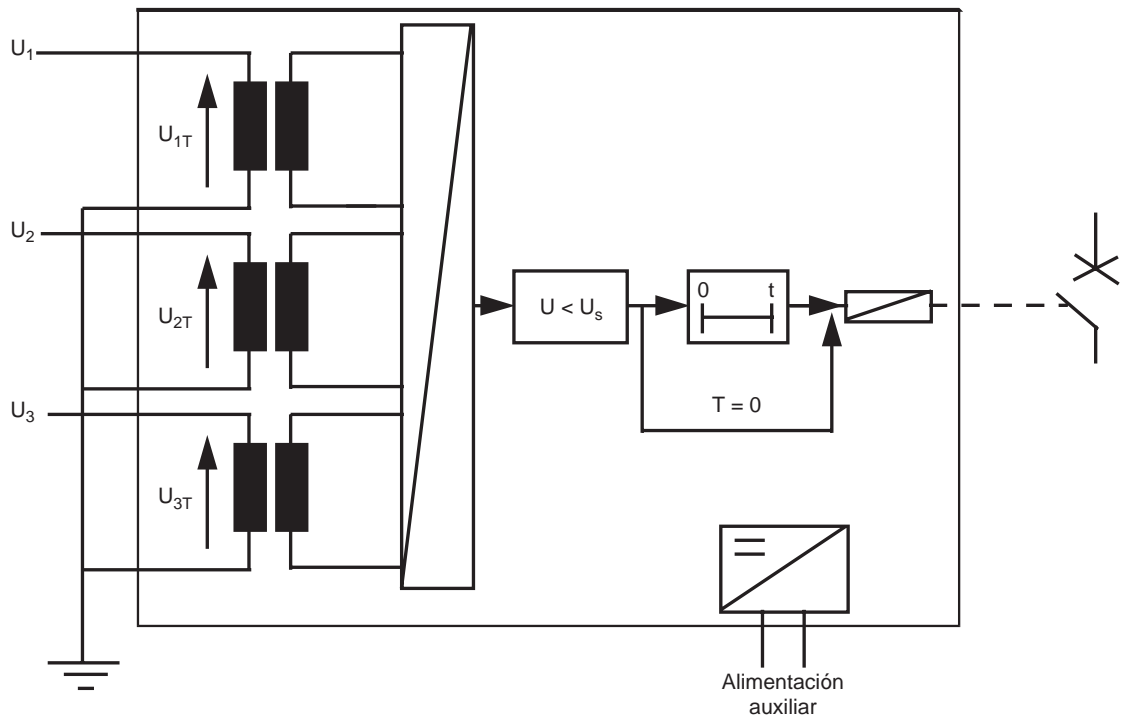 U1
U1T
U2
U2T
U3
U3T
U < Us
0 t
T = 0
Alimentación
auxiliar